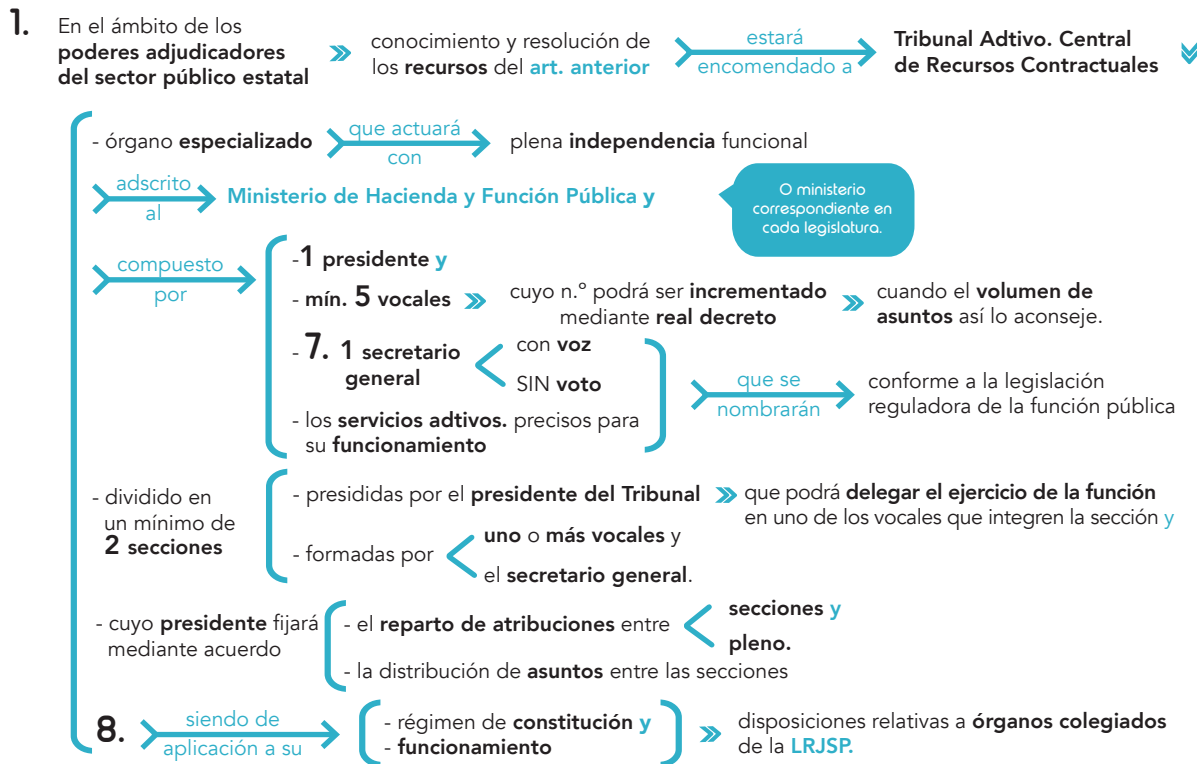 1. En el ámbito de los
poderes adjudicadores
del sector público estatal
conocimiento y resolución de
los recursos del art. anterior
estará
encomendado a
Tribunal Adtivo. Central
de Recursos Contractuales
- órgano especializado
que actuará
con
plena independencia funcional
adscrito
al
Ministerio de Hacienda y Función Pública y
O ministerio
correspondiente en
cada legislatura.
compuesto
por
-1 presidente y
- mín. 5 vocales
cuyo n.º podrá ser incrementado
mediante real decreto
cuando el volumen de
asuntos así lo aconseje.
- 7. 1 secretario
general
con voz
SIN voto
- los servicios adtivos. precisos para
su funcionamiento
que se
nombrarán
conforme a la legislación
reguladora de la función pública
- dividido en
un mínimo de
2 secciones
- presididas por el presidente del Tribunal
que podrá delegar el ejercicio de la función
en uno de los vocales que integren la sección y
- formadas por
uno o más vocales y
el secretario general.
- cuyo presidente fijará
mediante acuerdo
- el reparto de atribuciones entre
secciones y
pleno.
- la distribución de asuntos entre las secciones
8.
siendo de
aplicación a su
- régimen de constitución y
- funcionamiento
disposiciones relativas a órganos colegiados
de la LRJSP.